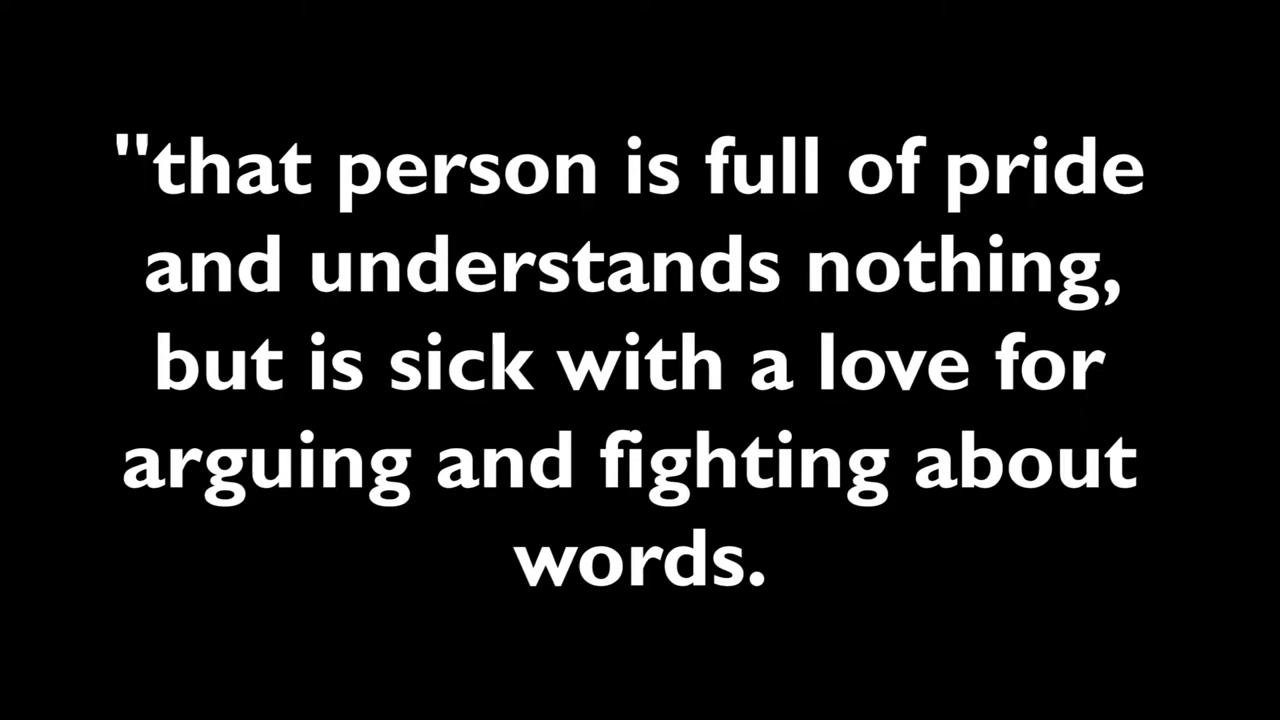 "that person is full of pride
and understands nothing,
but is sick with a love for
arguing and fighting about
words.